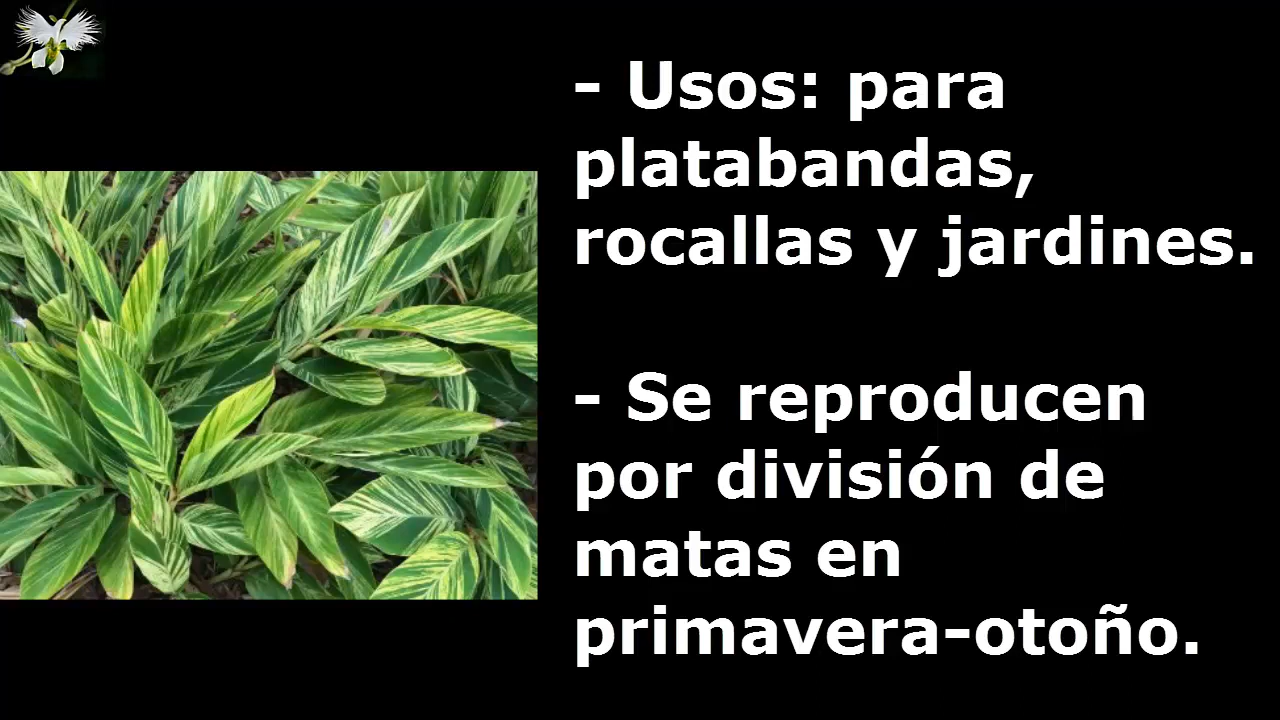 - Usos: para
platabandas,
rocallas y jardines.
- Se reproducen
por división de
matas en
primavera-otoño.